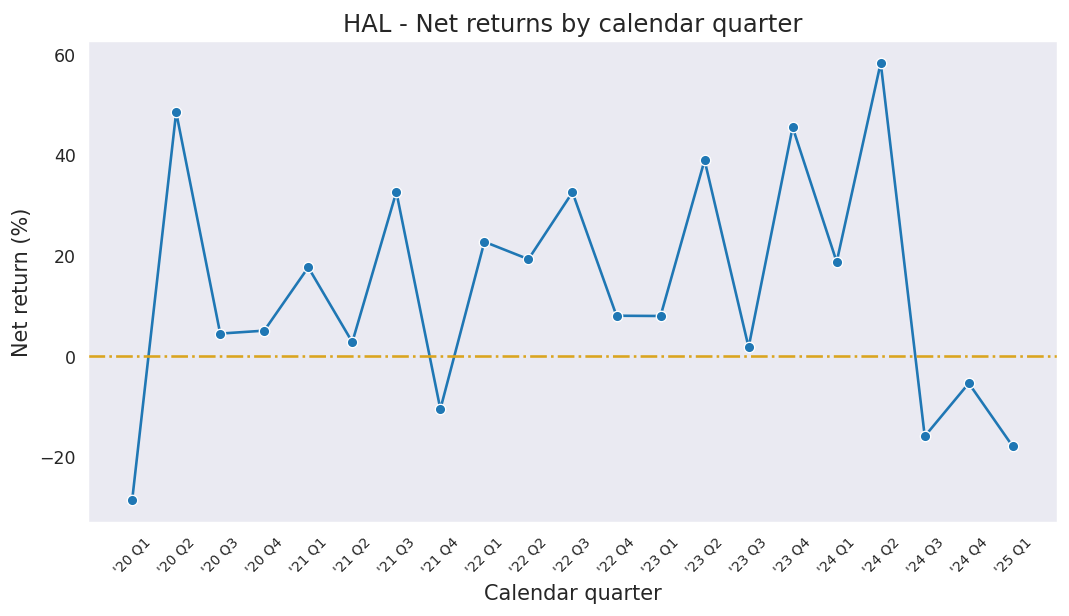 HAL - Net returns by calendar quarter
Net return (%)
60
40
20
0
−20
'20 Q1
'20 Q2
'20 Q3
'20 Q4
'21 Q1
'21 Q2
'21 Q3
'21 Q4
'22 Q1
'22 Q2
'22 Q3
'22 Q4
'23 Q1
'23 Q2
'23 Q3
'23 Q4
'24 Q1
'24 Q2
'24 Q3
'24 Q4
'25 Q1
Calendar quarter